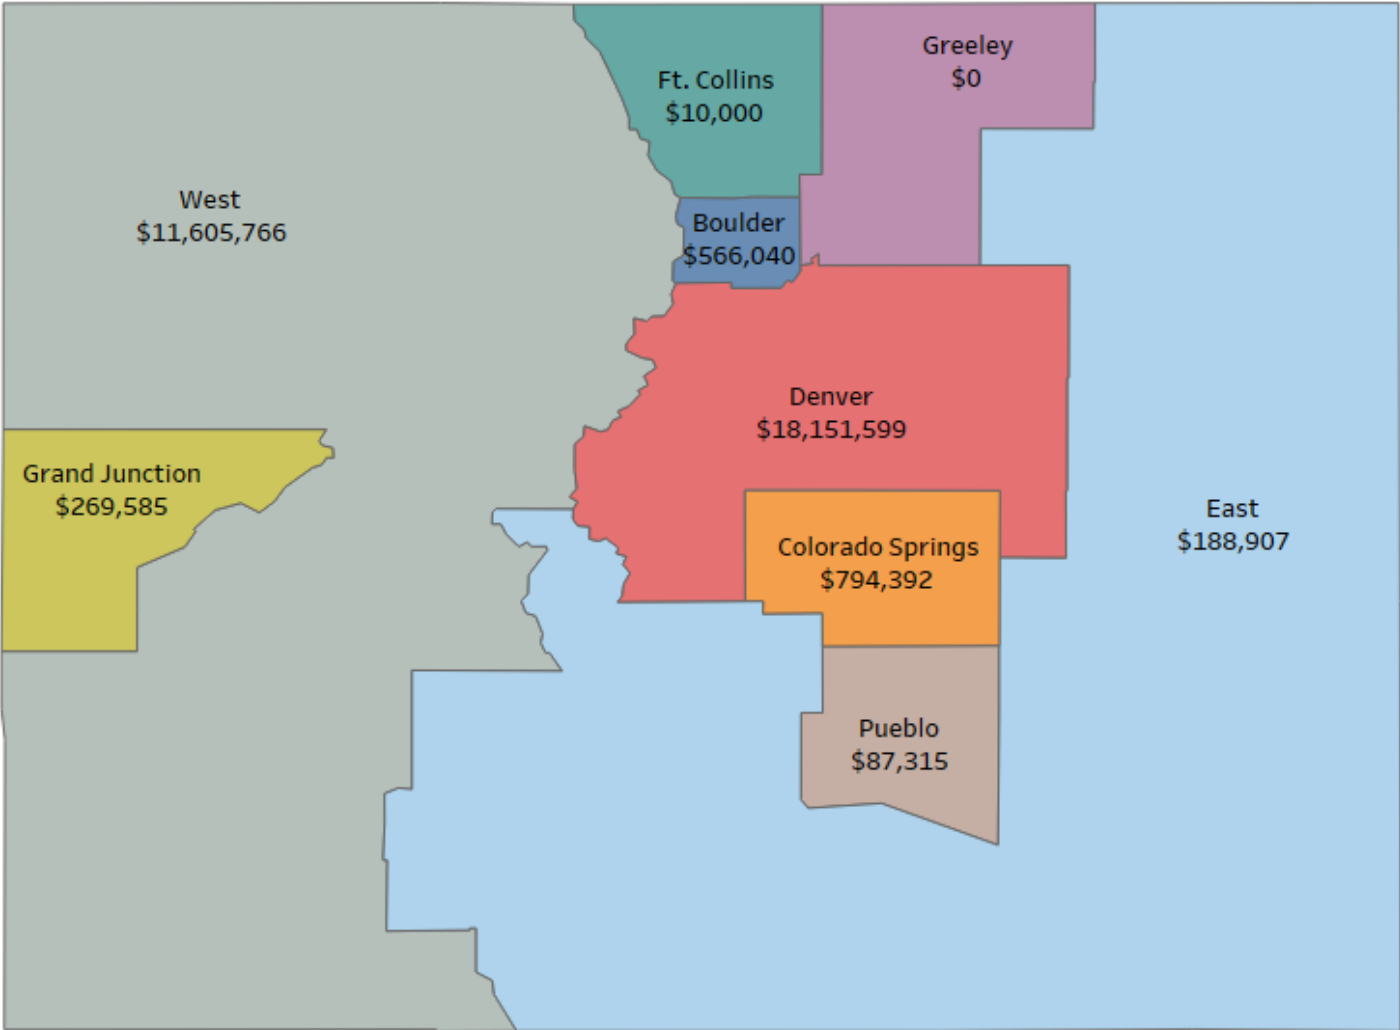 Greeley
$0
Ft. Collins
$10,000
West
$11,605,766
Boulder
$566,040
Denver
$18,151,599
Grand Junction
$269,585
East
$188,907
Colorado Springs
$794,392
Pueblo
$87,315